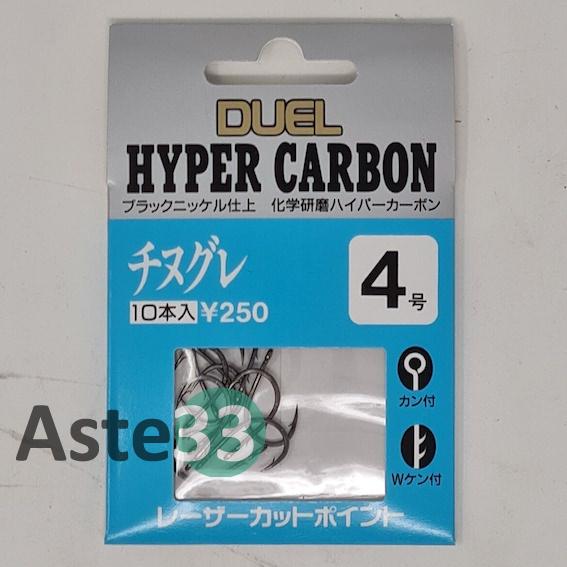 DUEL
HYPER CARBON
ブラックニッケル仕上 化学研磨ハイパーカーボン
チヌグレ
4号
10本入 ¥250
カン付
Wケン付
Aste33
レーザーカットポイント